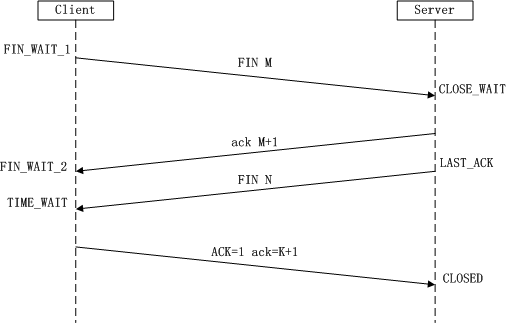 Client
Server
FIN_WAIT_1
FIN M
CLOSE_WAIT
ack M+1
FIN_WAIT_2
LAST_ACK
FIN N
TIME_WAIT
ACK=1 ack=K+1
CLOSED